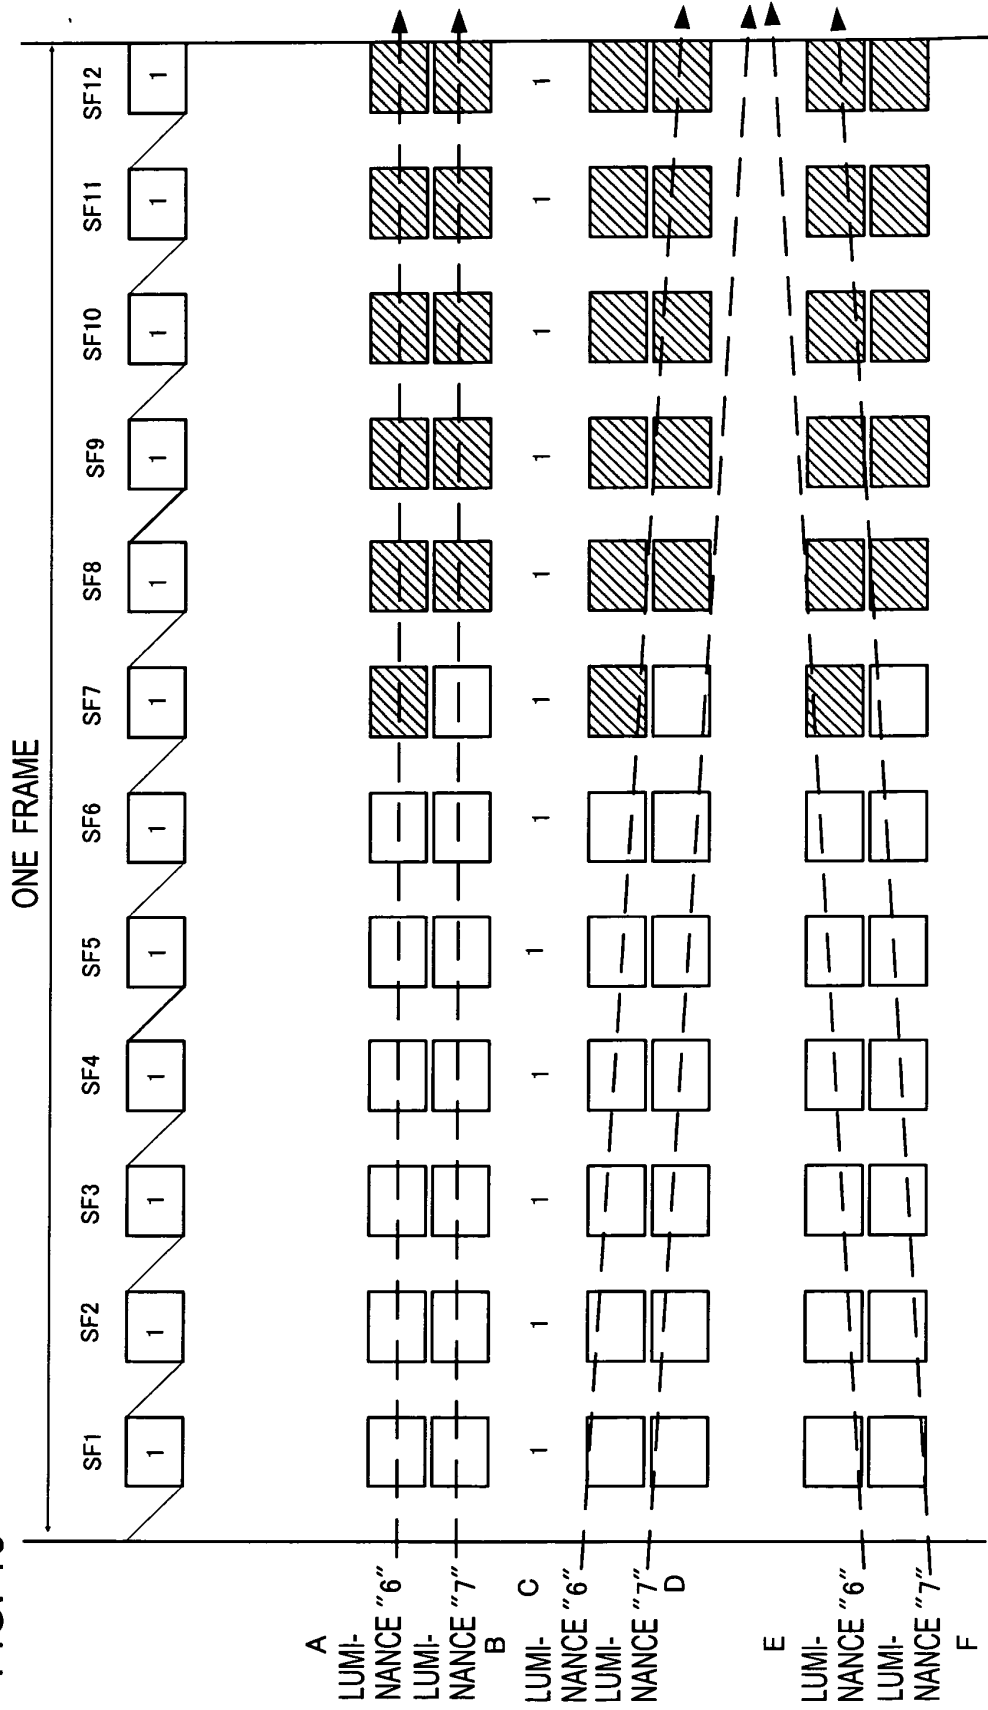 ONE FRAME
SF1 SF2 SF3 SF4 SF5 SF6 SF7 SF8 SF9 SF10 SF11 SF12
1 1 1 1 1 1 1 1 1 1 1 1
A
LUMI-
NANCE "6"
LUMI-
NANCE "7"
B
1 1 1 1 1 1 1 1 1 1 1 1
C
LUMI-
NANCE "6"
LUMI-
NANCE "7"
D
E
LUMI-
NANCE "6"
LUMI-
NANCE "7"
F